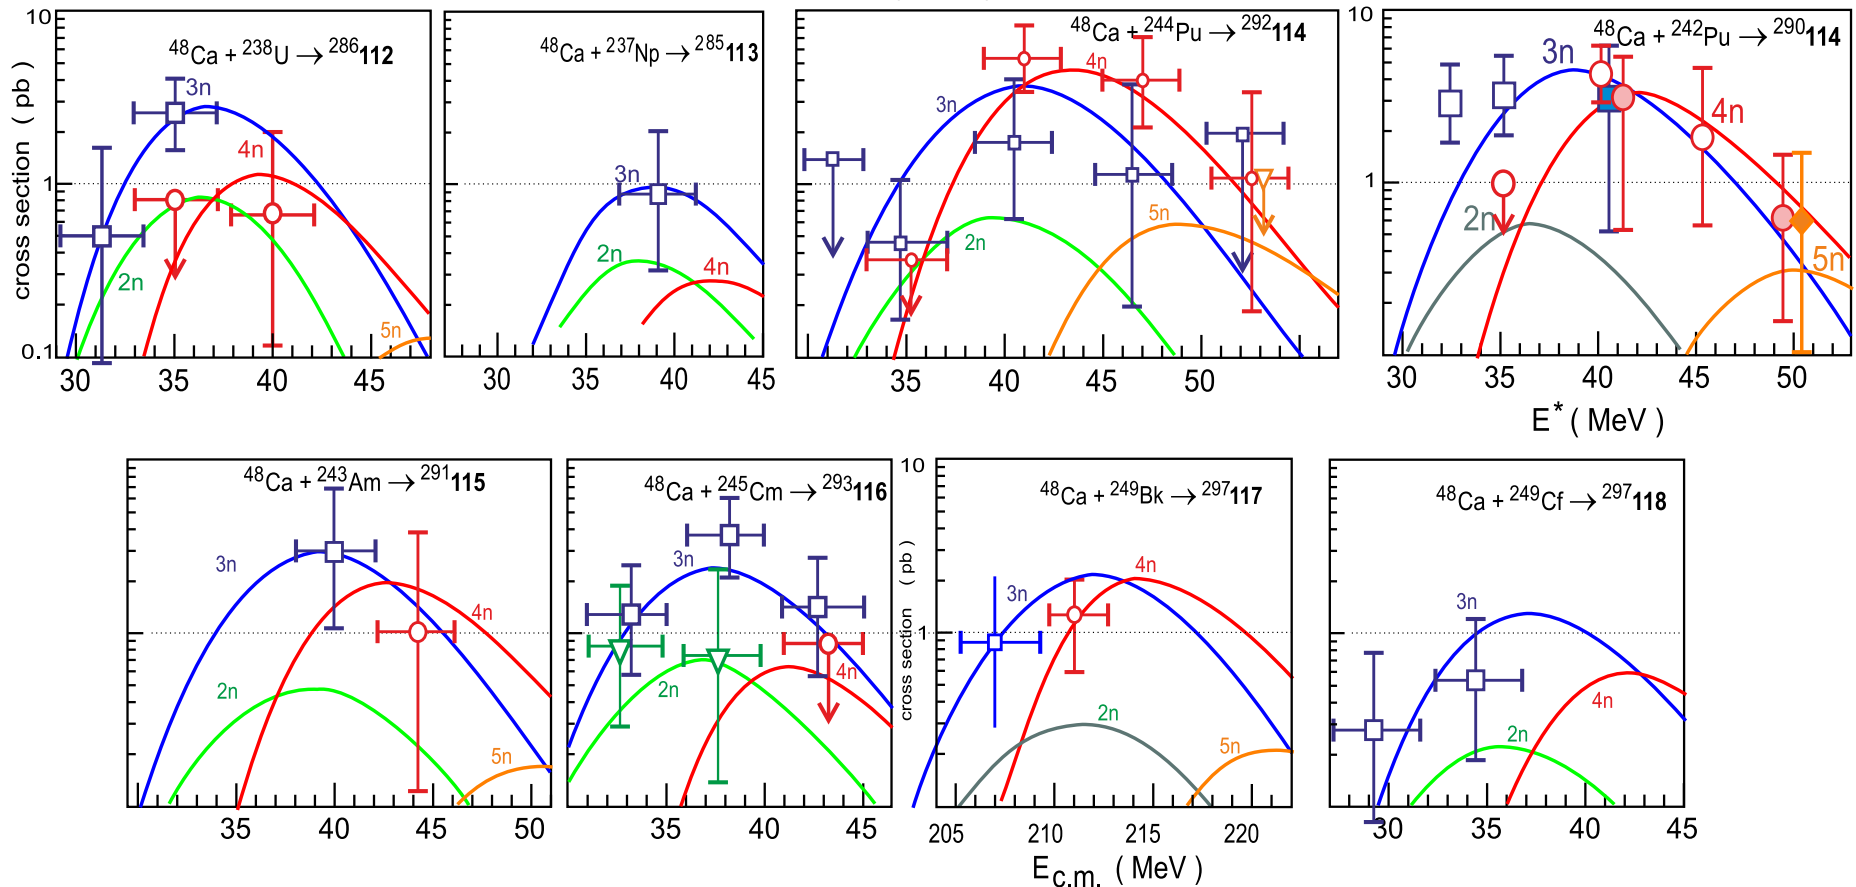 10
1
0.1
cross section ( pb )
48Ca + 238U → 286112
3n
4n
2n
5n
30 35 40 45
48Ca + 237Np → 285113
3n
2n
4n
30 35 40 45
48Ca + 244Pu → 292114
4n
3n
2n
5n
35 40 45 50
10
1
48Ca + 242Pu → 290114
3n
4n
2n
5n
30 35 40 45 50
E* ( MeV )
48Ca + 243Am → 291115
3n
4n
2n
5n
35 40 45 50
48Ca + 245Cm → 293116
3n
2n
4n
35 40 45
10
1
cross section ( pb )
48Ca + 249Bk → 297117
4n
3n
2n
5n
205 210 215 220
Ec.m. ( MeV )
48Ca + 249Cf → 297118
3n
4n
2n
30 35 40 45